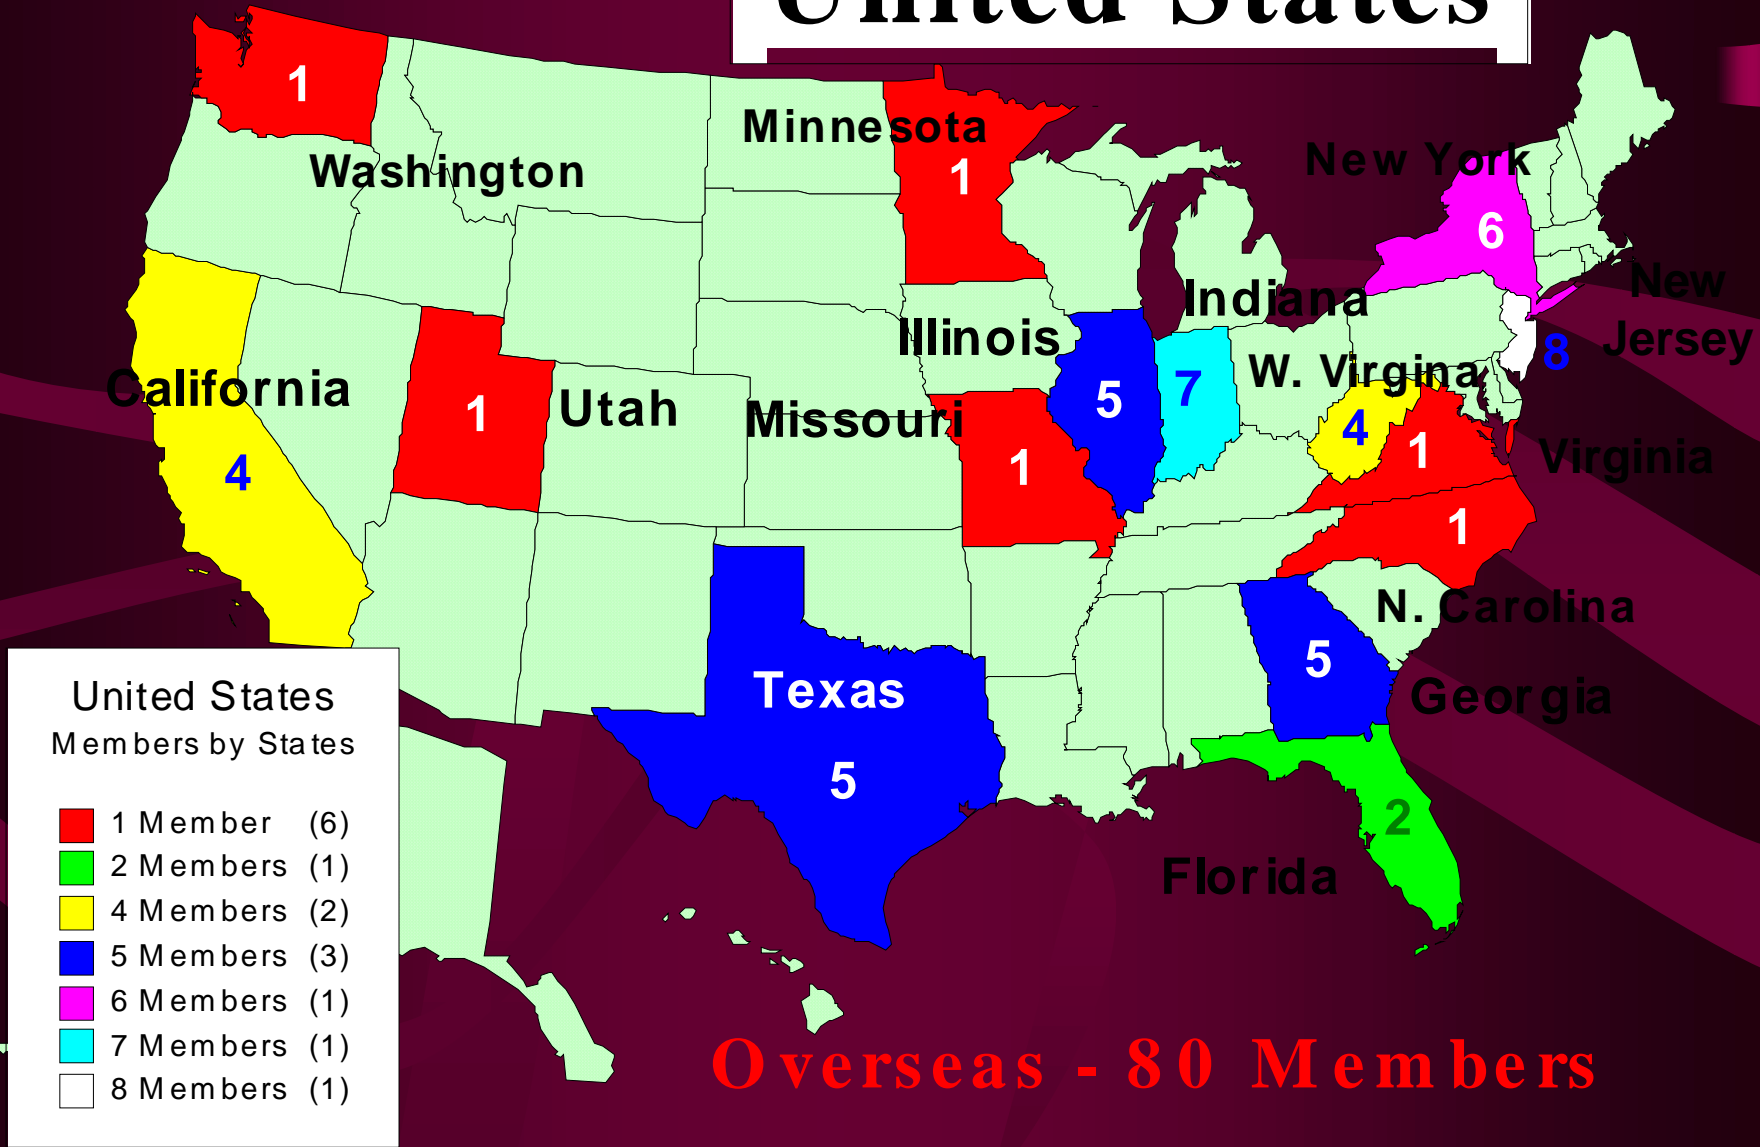 United States
1
Washington
Minnesota
1
New York
6
New
Jersey
8
Indiana
Illinois
W. Virgina
California
4
1
Utah
Missouri
1
5
7
4
1
Virginia
1
N. Carolina
Texas
5
5
Georgia
2
Florida
United States
Members by States
1 Member (6)
2 Members (1)
4 Members (2)
5 Members (3)
6 Members (1)
7 Members (1)
8 Members (1)
Overseas - 80 Members